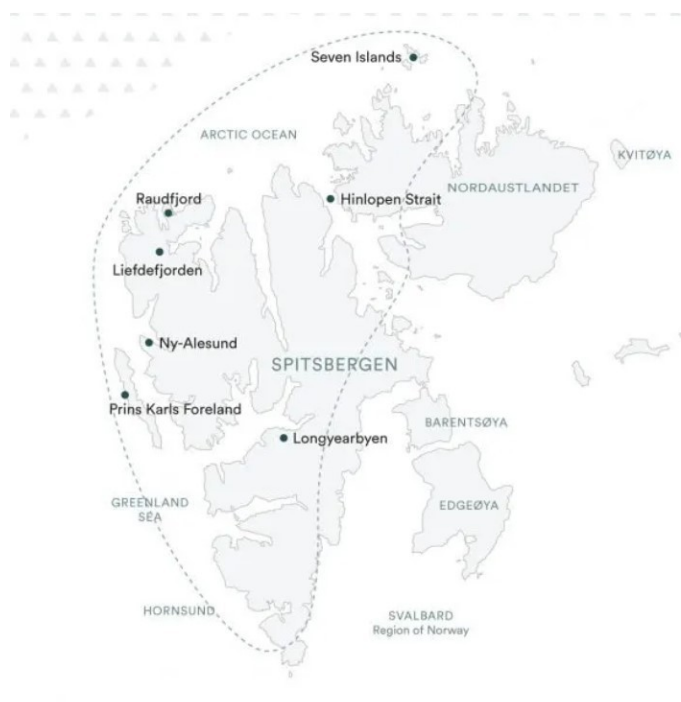 Seven Islands
ARCTIC OCEAN
KVITØYA
NORDAUSTLANDET
Raudfjord
Hinlopen Strait
Liefdefjorden
Ny-Alesund
SPITSBERGEN
Prins Karls Foreland
BARENTSØYA
Longyearbyen
GREENLAND
SEA
EDGEØYA
HORNSUND
SVALBARD
Region of Norway